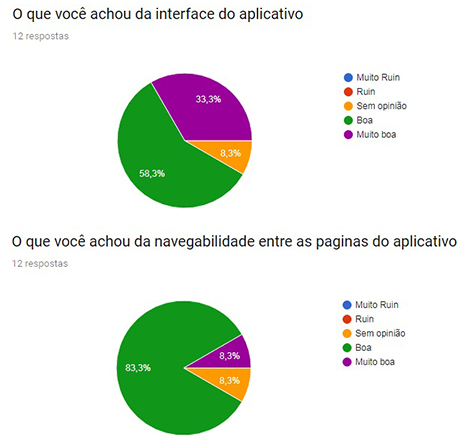 O que você achou da interface do aplicativo
12 respostas
33,3%
8,3%
58,3%
Muito Ruin
Ruin
Sem opinião
Boa
Muito boa
O que você achou da navegabilidade entre as paginas do aplicativo
12 respostas
83,3%
8,3%
8,3%
Muito Ruin
Ruin
Sem opinião
Boa
Muito boa